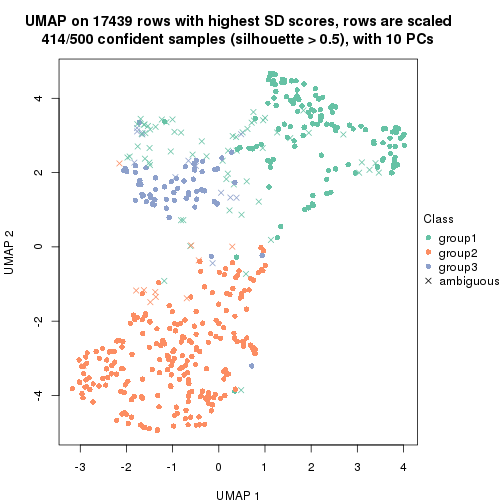 UMAP on 17439 rows with highest SD scores, rows are scaled
414/500 confident samples (silhouette > 0.5), with 10 PCs
4
2
0
-2
-4
UMAP 2
-3
-2
-1
0
1
2
3
4
UMAP 1
Class
group1
group2
group3
ambiguous